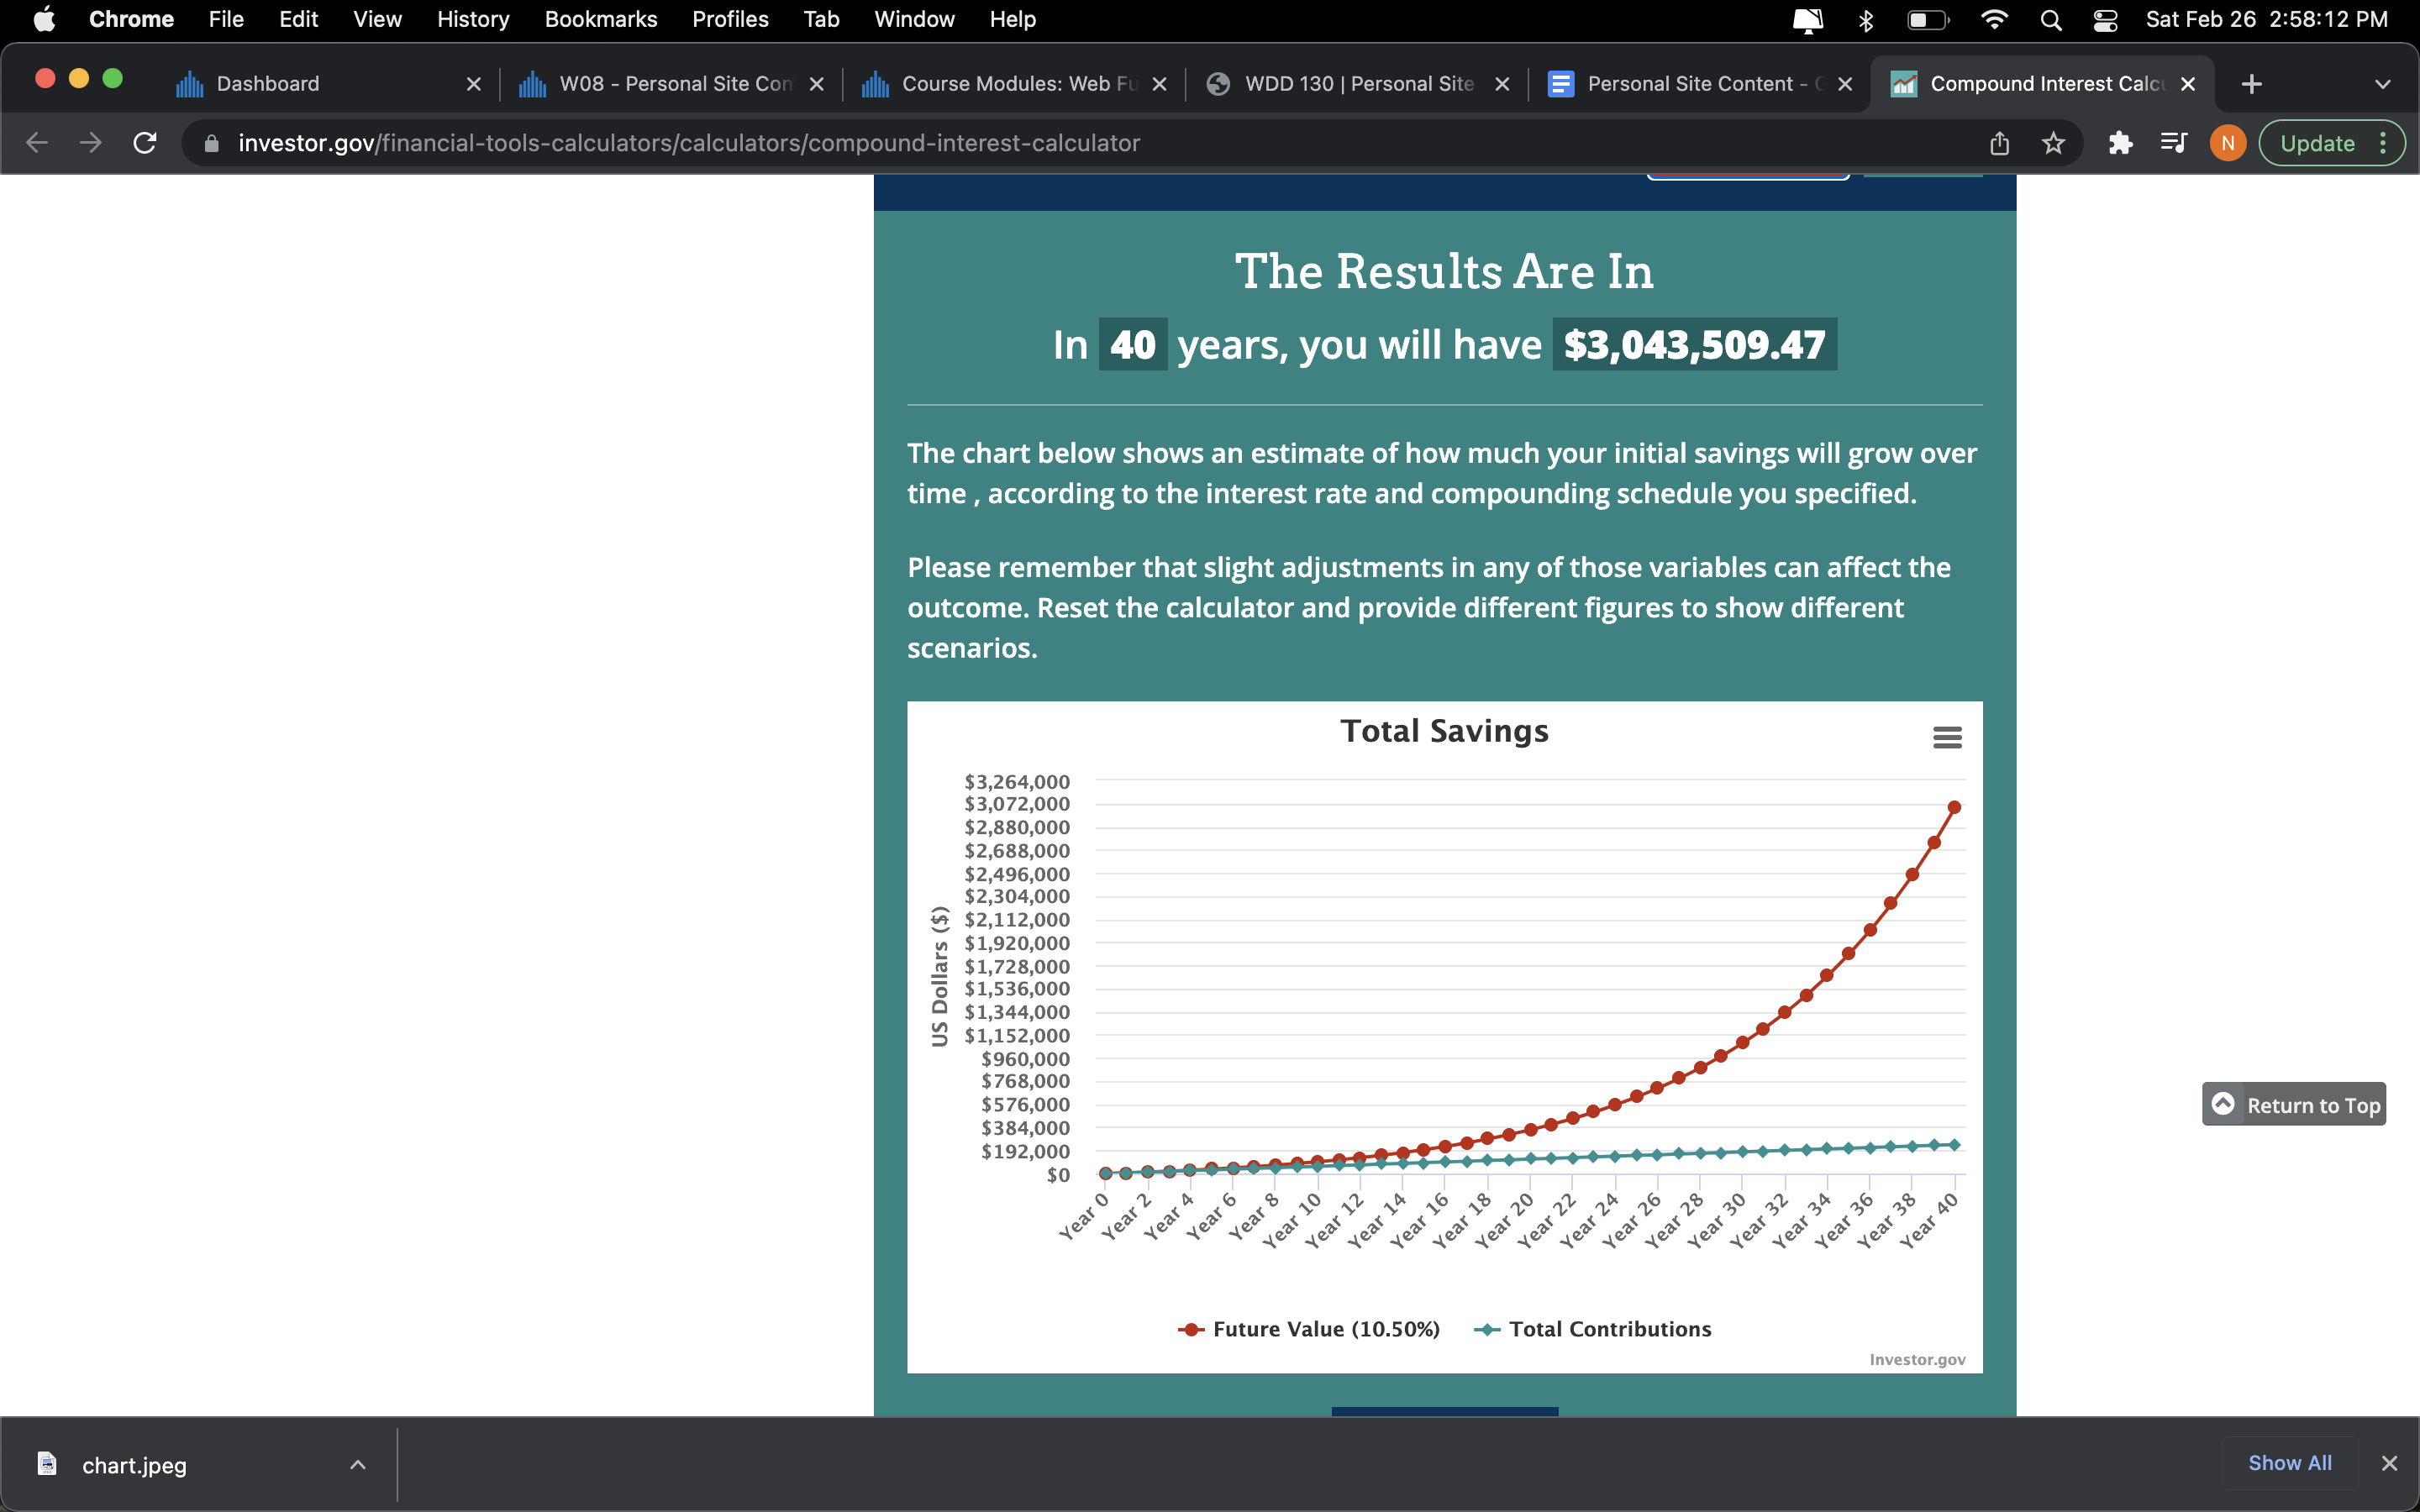 Chrome File Edit View History Bookmarks Profiles Tab Window Help Sat Feb 26 2:58:12 PM
Dashboard W08 - Personal Site Con Course Modules: Web Fu WDD 130 | Personal Site Personal Site Content - Compound Interest Calcu
investor.gov/financial-tools-calculators/calculators/compound-interest-calculator N Update
The Results Are In
In 40 years, you will have $3,043,509.47
The chart below shows an estimate of how much your initial savings will grow over
time , according to the interest rate and compounding schedule you specified.
Please remember that slight adjustments in any of those variables can affect the
outcome. Reset the calculator and provide different figures to show different
scenarios.
Total Savings
US Dollars ($)
$3,264,000
$3,072,000
$2,880,000
$2,688,000
$2,496,000
$2,304,000
$2,112,000
$1,920,000
$1,728,000
$1,536,000
$1,344,000
$1,152,000
$960,000
$768,000
$576,000
$384,000
$192,000
$0
Year 0
Year 2
Year 4
Year 6
Year 8
Year 10
Year 12
Year 14
Year 16
Year 18
Year 20
Year 22
Year 24
Year 26
Year 28
Year 30
Year 32
Year 34
Year 36
Year 38
Year 40
Future Value (10.50%) Total Contributions
Investor.gov
Return to Top
chart.jpeg Show All